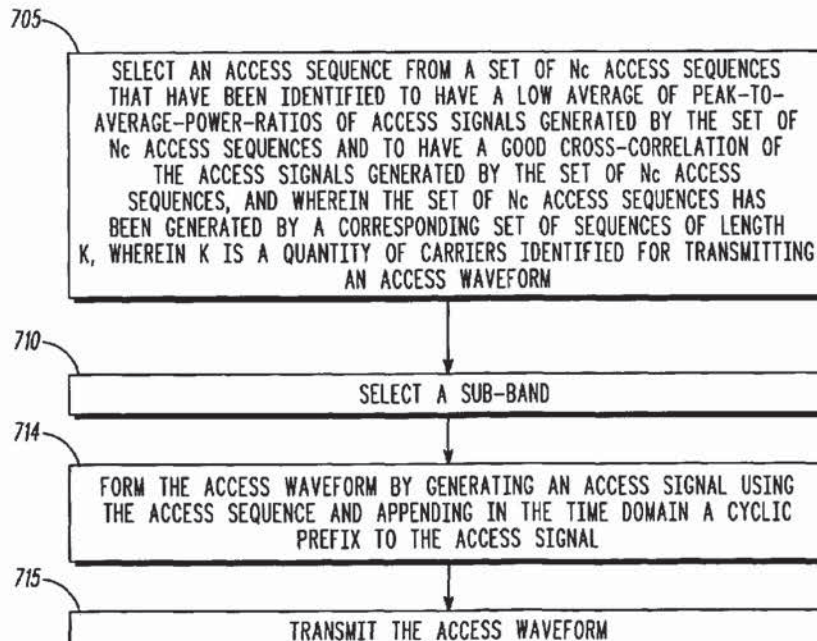 705
SELECT AN ACCESS SEQUENCE FROM A SET OF Nc ACCESS SEQUENCES
THAT HAVE BEEN IDENTIFIED TO HAVE A LOW AVERAGE OF PEAK-TO-
AVERAGE-POWER-RATIOS OF ACCESS SIGNALS GENERATED BY THE SET OF
Nc ACCESS SEQUENCES AND TO HAVE A GOOD CROSS-CORRELATION OF
THE ACCESS SIGNALS GENERATED BY THE SET OF Nc ACCESS
SEQUENCES, AND WHEREIN THE SET OF Nc ACCESS SEQUENCES HAS
BEEN GENERATED BY A CORRESPONDING SET OF SEQUENCES OF LENGTH
K, WHEREIN K IS A QUANTITY OF CARRIERS IDENTIFIED FOR TRANSMITTING
AN ACCESS WAVEFORM
710
SELECT A SUB-BAND
714
FORM THE ACCESS WAVEFORM BY GENERATING AN ACCESS SIGNAL USING
THE ACCESS SEQUENCE AND APPENDING IN THE TIME DOMAIN A CYCLIC
PREFIX TO THE ACCESS SIGNAL
715
TRANSMIT THE ACCESS WAVEFORM